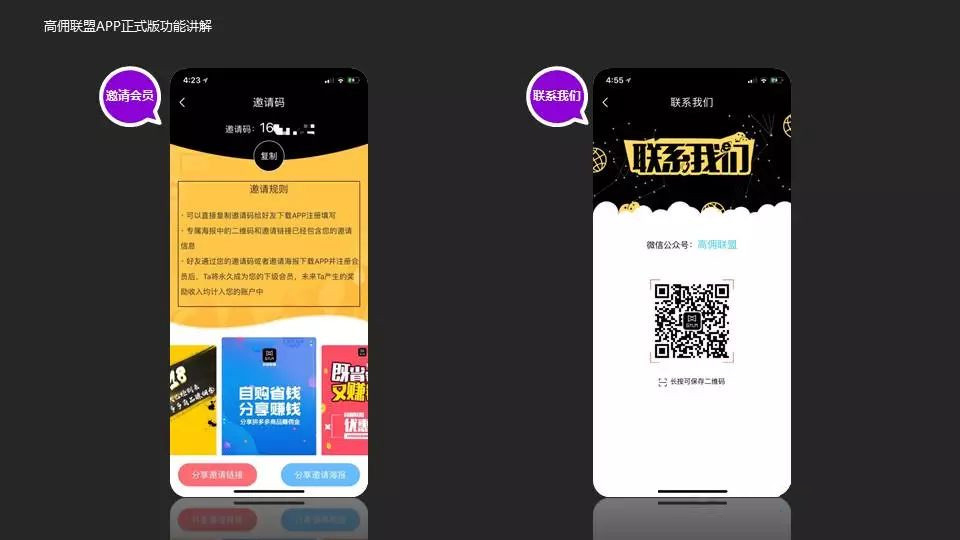 高佣联盟APP正式版功能讲解
邀请会员
4:23
邀请码
邀请码：16
复制
邀请规则
· 可以直接复制邀请码给好友下载APP注册填写
· 专属海报中的二维码和邀请链接已经包含您的邀请
信息
· 好友通过您的邀请码或者邀请海报下载APP并注册会
员后，Ta将永久成为您的下级会员，未来Ta产生的奖
励收入均计入您的账户中
自购省钱
分享赚钱
分享拼多多商品赚佣金
既省
又赚
优惠
分享邀请链接
分享邀请海报
联系我们
4:55
联系我们
联系我们
微信公众号：高佣联盟
长按可保存二维码